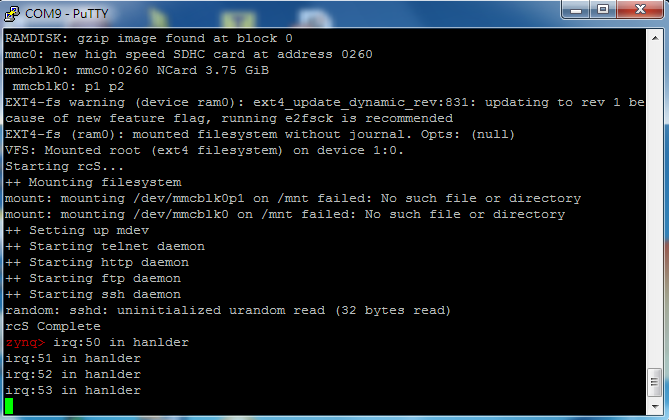 COM9 - PuTTY
RAMDISK: gzip image found at block 0
mmc0: new high speed SDHC card at address 0260
mmcblk0: mmc0:0260 NCard 3.75 GiB
 mmcblk0: p1 p2
EXT4-fs warning (device ram0): ext4_update_dynamic_rev:831: updating to rev 1 be
cause of new feature flag, running e2fsck is recommended
EXT4-fs (ram0): mounted filesystem without journal. Opts: (null)
VFS: Mounted root (ext4 filesystem) on device 1:0.
Starting rcS...
++ Mounting filesystem
mount: mounting /dev/mmcblk0p1 on /mnt failed: No such file or directory
mount: mounting /dev/mmcblk0 on /mnt failed: No such file or directory
++ Setting up mdev
++ Starting telnet daemon
++ Starting http daemon
++ Starting ftp daemon
++ Starting ssh daemon
random: sshd: uninitialized urandom read (32 bytes read)
rcS Complete
zynq> irq:50 in hanlder
irq:51 in hanlder
irq:52 in hanlder
irq:53 in hanlder